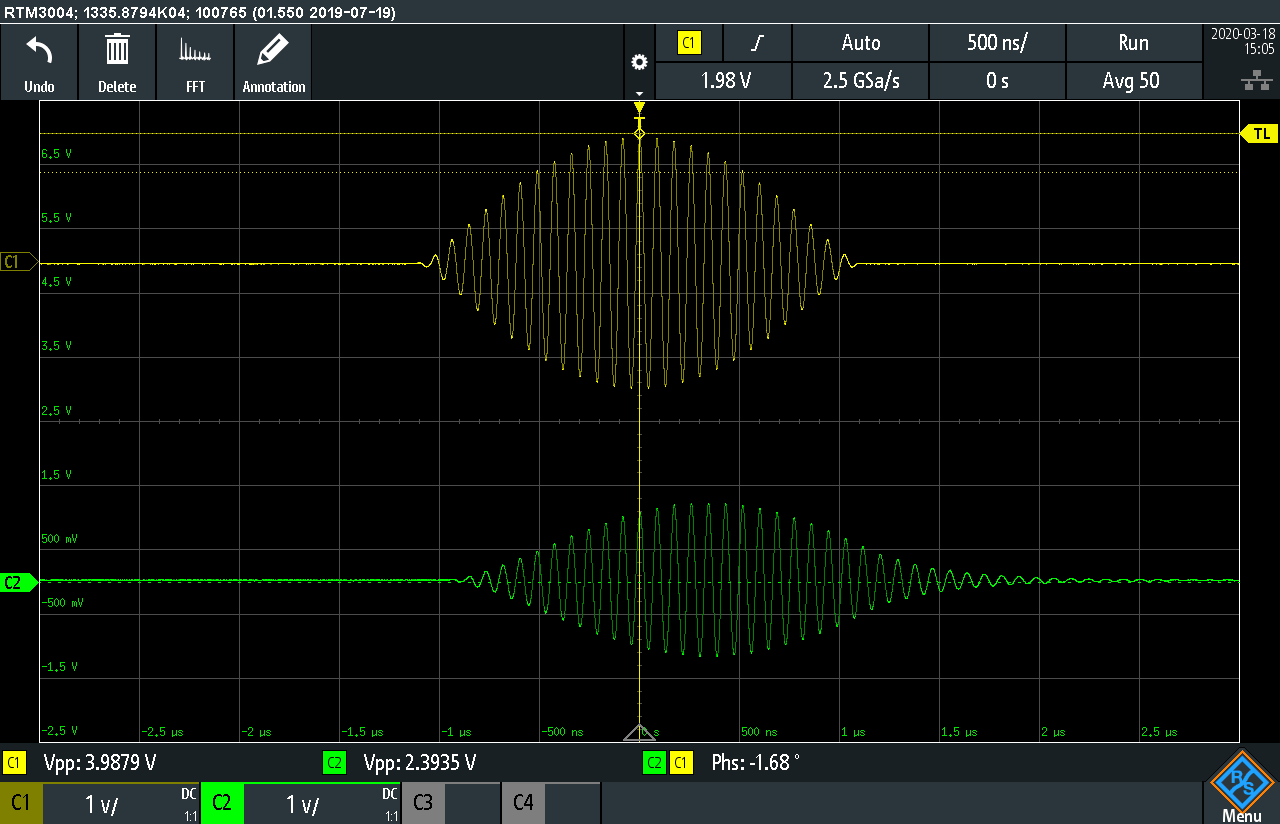 RTM3004; 1335.8794K04; 100765 (01.550 2019-07-19)
Undo
Delete
FFT
Annotation
C1
Auto
500 ns/
Run
1.98 V
2.5 GSa/s
0 s
Avg 50
2020-03-18
15:05
T
TL
6.5 V
5.5 V
C1
4.5 V
3.5 V
2.5 V
1.5 V
500 mV
C2
-500 mV
-1.5 V
-2.5 V
-2.5 µs
-2 µs
-1.5 µs
-1 µs
-500 ns
0 s
500 ns
1 µs
1.5 µs
2 µs
2.5 µs
C1 Vpp: 3.9879 V
C2 Vpp: 2.3935 V
C2 C1 Phs: -1.68 °
C1
1 V/
DC
1:1
C2
1 V/
DC
1:1
C3
C4
R&S
Menu